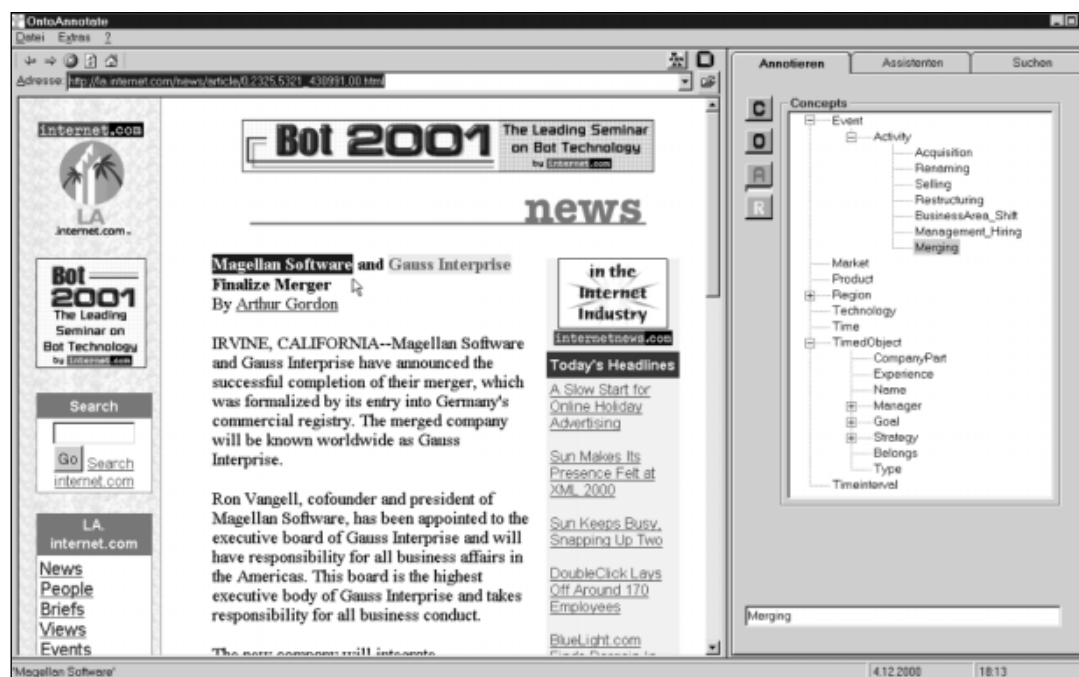 OntoAnnotate
Datei Extras ?
Adresse: http://la.internet.com/news/article/0.2325.5321_430991.00.html
internet.com
LA
.internet.com
Bot
2001
The Leading
Seminar on
Bot Technology
by internet.com
Search
Go Search
internet.com
LA.
internet.com
News
People
Briefs
Views
Events
Bot 2001 The Leading Seminar
on Bot Technology
by internet.com
news
Magellan Software and Gauss Interprise
Finalize Merger
By Arthur Gordon
IRVINE, CALIFORNIA--Magellan Software
and Gauss Interprise have announced the
successful completion of their merger, which
was formalized by its entry into Germany's
commercial registry. The merged company
will be known worldwide as Gauss
Interprise.
Ron Vangell, cofounder and president of
Magellan Software, has been appointed to the
executive board of Gauss Interprise and will
have responsibility for all business affairs in
the Americas. This board is the highest
executive body of Gauss Interprise and takes
responsibility for all business conduct.
The new company will integrate
in the
Internet
Industry
internetnews.com
Today's Headlines
A Slow Start for
Online Holiday
Advertising
Sun Makes Its
Presence Felt at
XML 2000
Sun Keeps Busy,
Snapping Up Two
DoubleClick Lays
Off Around 170
Employees
BlueLight.com
Annotieren Assistenten Suchen
C
O
A
R
Concepts
Event
Activity
Acquisition
Renaming
Selling
Restructuring
BusinessArea_Shift
Management_Hiring
Merging
Market
Product
Region
Technology
Time
TimedObject
CompanyPart
Experience
Name
Manager
Goal
Strategy
Belongs
Type
Timeinterval
Merging
'Magellan Software' 4.12.2000 18:13